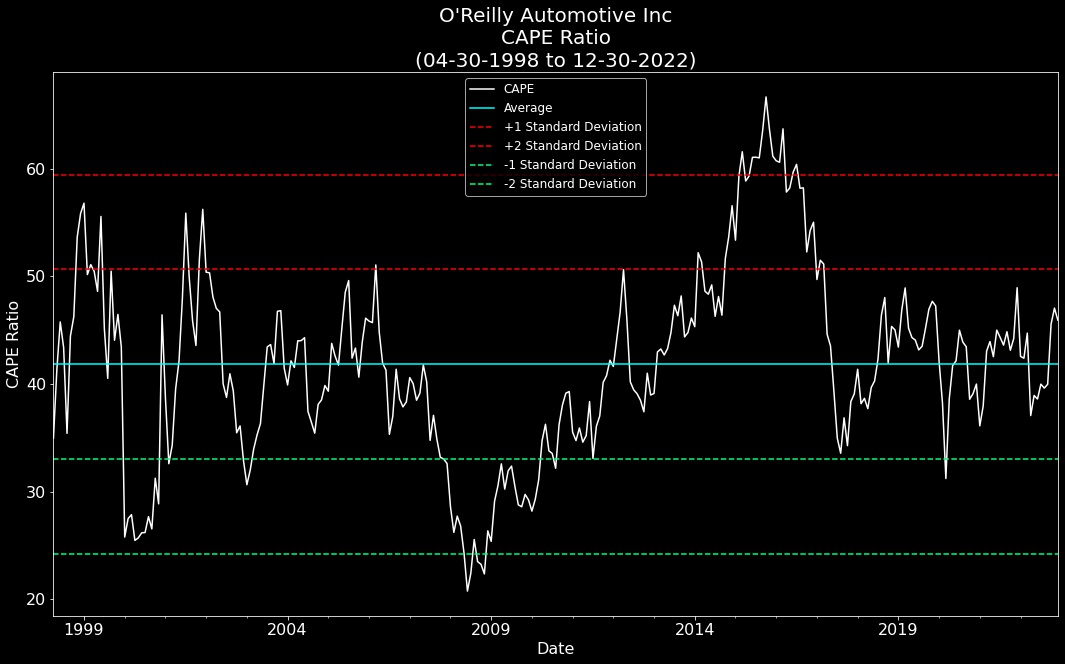 O'Reilly Automotive Inc
CAPE Ratio
(04-30-1998 to 12-30-2022)
CAPE
Average
+1 Standard Deviation
+2 Standard Deviation
-1 Standard Deviation
-2 Standard Deviation
CAPE Ratio
60
50
40
30
20
1999 2004 2009 2014 2019
Date